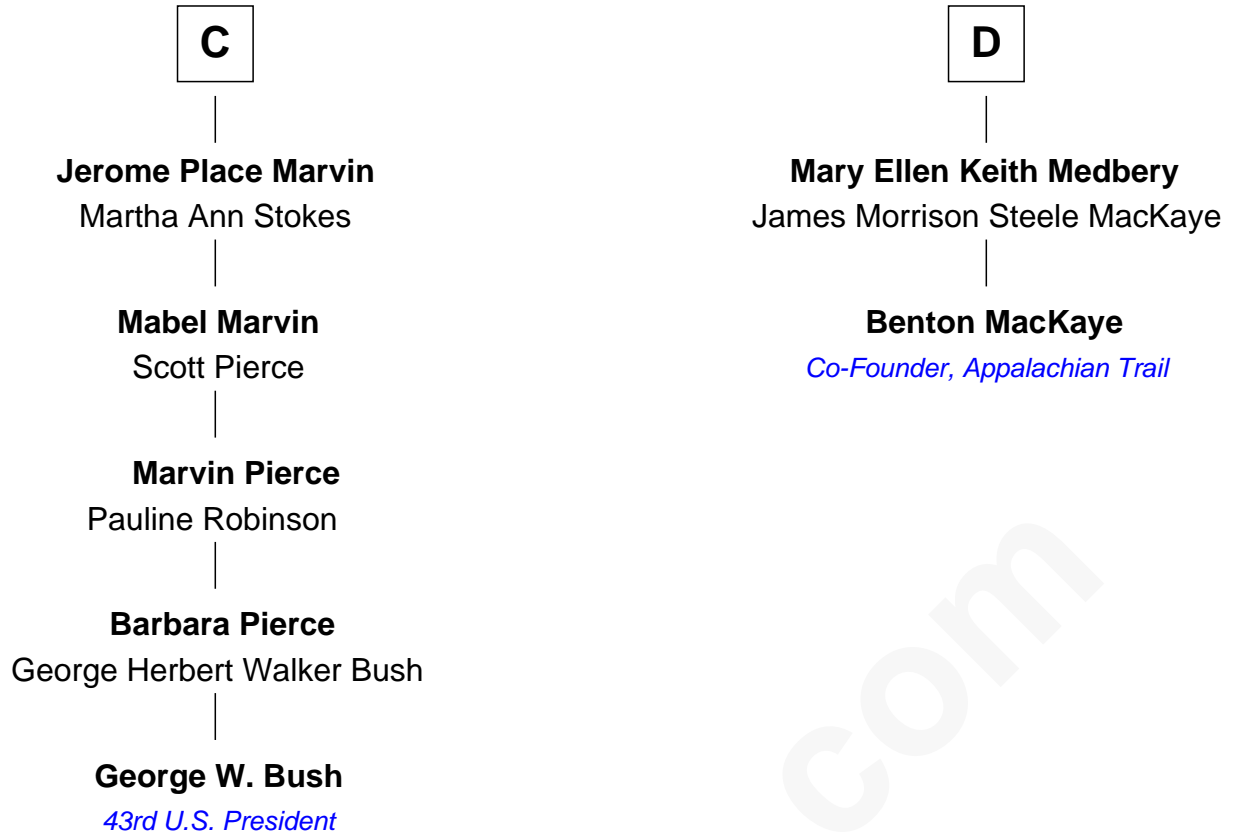 C
Jerome Place Marvin
Martha Ann Stokes
Mabel Marvin
Scott Pierce
Marvin Pierce
Pauline Robinson
Barbara Pierce
George Herbert Walker Bush
George W. Bush
43rd U.S. President
D
Mary Ellen Keith Medbery
James Morrison Steele MacKaye
Benton MacKaye
Co-Founder, Appalachian Trail
com